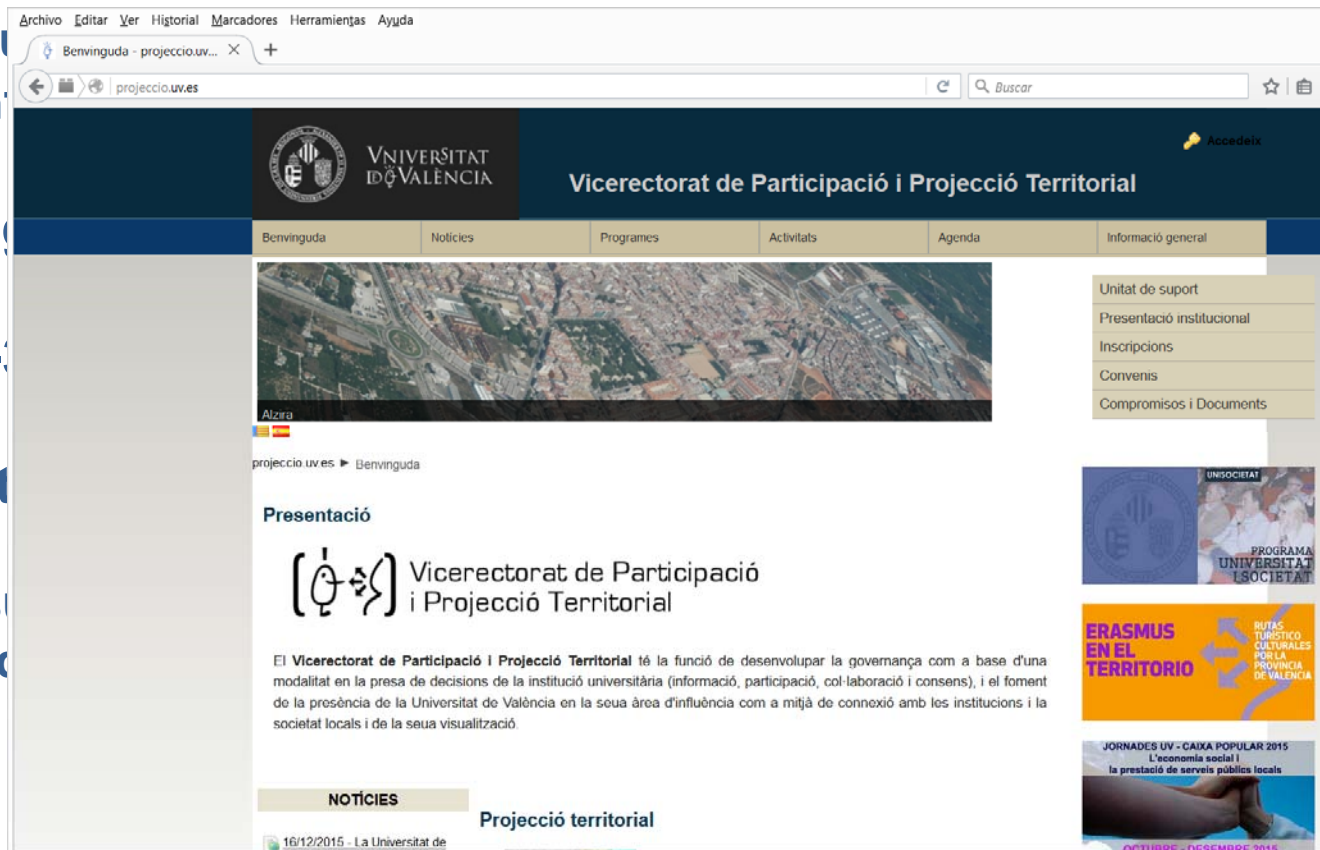 Archivo Editar Ver Historial Marcadores Herramientas Ayuda
Benvinguda - projeccio.uv...
projeccio.uv.es
Buscar
VNIVERSITAT
DE VALÈNCIA
Accedeix
Vicerectorat de Participació i Projecció Territorial
Benvinguda Notícies Programes Activitats Agenda Informació general
Alzira
Unitat de suport
Presentació institucional
Inscripcions
Convenis
Compromisos i Documents
projeccio.uv.es ► Benvinguda
Presentació
Vicerectorat de Participació
i Projecció Territorial
El Vicerectorat de Participació i Projecció Territorial té la funció de desenvolupar la governança com a base d'una
modalitat en la presa de decisions de la institució universitària (informació, participació, col·laboració i consens), i el foment
de la presència de la Universitat de València en la seua àrea d'influència com a mitjà de connexió amb les institucions i la
societat locals i de la seua visualització.
UNISOCIETAT
PROGRAMA
UNIVERSITAT
I SOCIETAT
ERASMUS
EN EL
TERRITORIO
RUTAS
TURÍSTICO
CULTURALES
POR LA
PROVINCIA
DE VALENCIA
JORNADES UV - CAIXA POPULAR 2015
L'economia social i
la prestació de serveis públics locals
OCTUBRE - DESEMBRE 2015
NOTÍCIES
16/12/2015 - La Universitat de
Projecció territorial